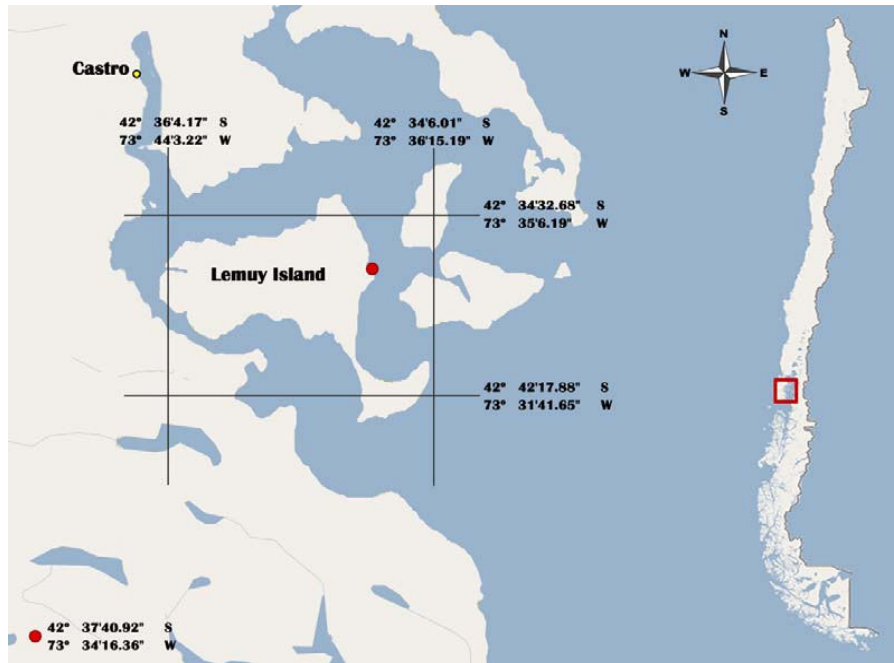 N
W E
S
Castro
42° 36'4.17" S
73° 44'3.22" W
42° 34'6.01" S
73° 36'15.19" W
42° 34'32.68" S
73° 35'6.19" W
Lemuy Island
42° 42'17.88" S
73° 31'41.65" W
42° 37'40.92" S
73° 34'16.36" W